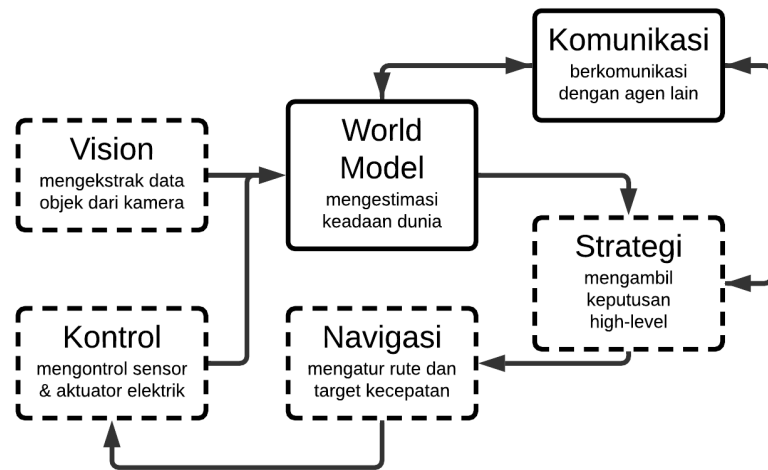 Komunikasi
berkomunikasi
dengan agen lain
World
Model
mengestimasi
keadaan dunia
Vision
mengekstrak data
objek dari kamera
Strategi
mengambil
keputusan
high-level
Kontrol
mengontrol sensor
& aktuator elektrik
Navigasi
mengatur rute dan
target kecepatan